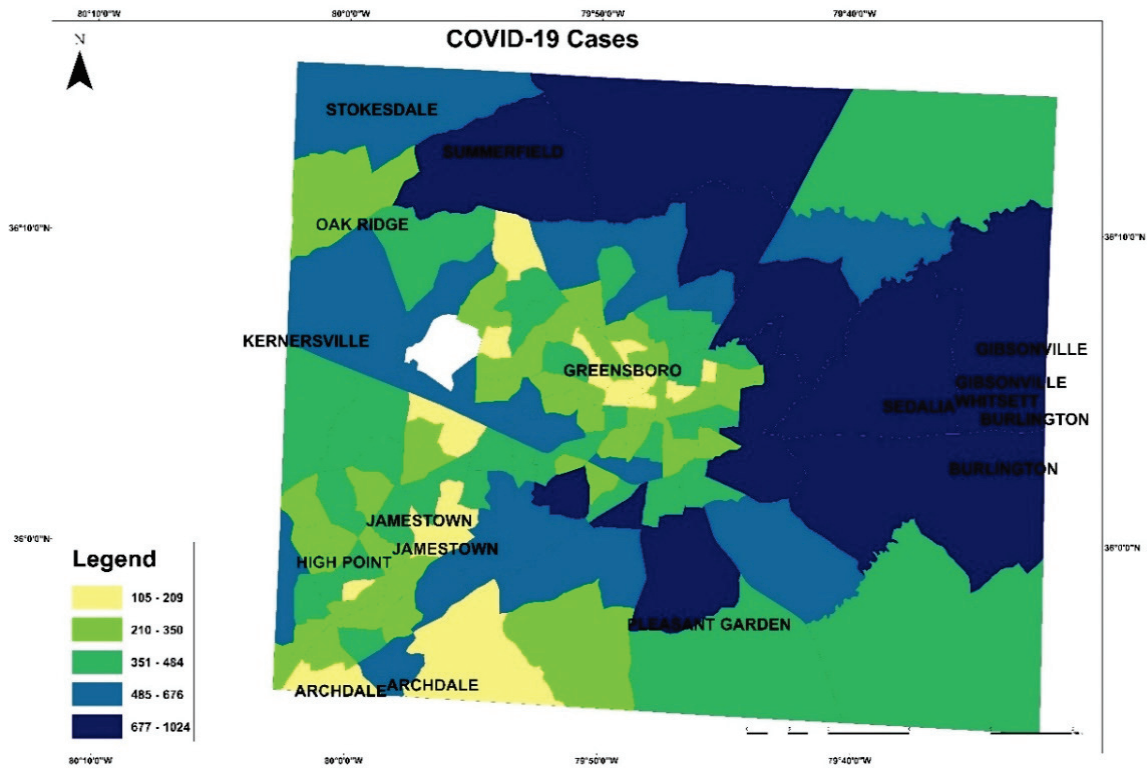 80°10'0"W 80°0'0"W 79°50'0"W 79°40'0"W
N
COVID-19 Cases
STOKESDALE
SUMMERFIELD
OAK RIDGE
36°10'0"N
36°10'0"N
KERNERSVILLE
GIBSONVILLE
GREENSBORO
GIBSONVILLE
SEDALIA
WHITSETT
BURLINGTON
BURLINGTON
JAMESTOWN
JAMESTOWN
36°0'0"N
36°0'0"N
HIGH POINT
PLEASANT GARDEN
ARCHDALE
ARCHDALE
Legend
105 - 209
210 - 350
351 - 484
485 - 676
677 - 1024
80°10'0"W 80°0'0"W 79°50'0"W 79°40'0"W